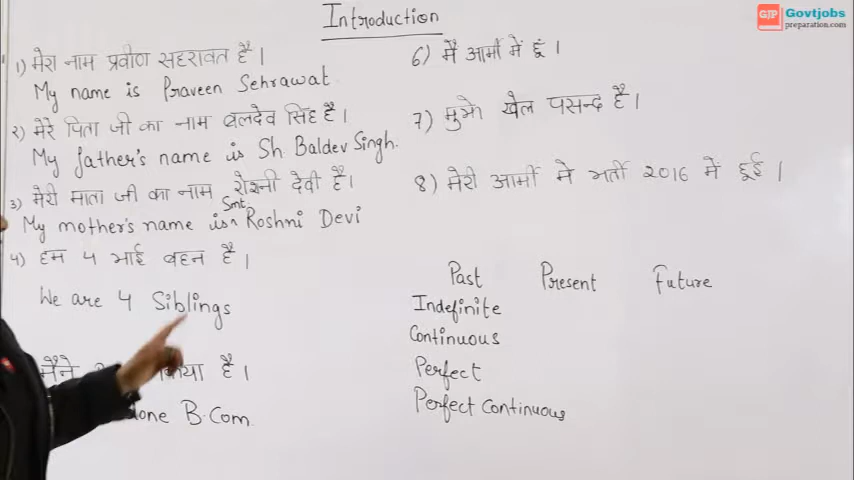 Introduction
GJP Govtjobs
preparation.com
1) मेरा नाम प्रवीण सहरावत है।
My name is Praveen Sehrawat
2) मेरे पिता जी का नाम बलदेव सिंह है।
My father's name is Sh. Baldev Singh.
3) मेरी माता जी का नाम रोशनी देवी है।
My mother's name is ^ Smt. Roshni Devi
4) हम 4 भाई बहन है।
We are 4 Siblings
मैंने है।
B.Com.
6) मैं आर्मी में हूं।
7) मुझे खेल पसन्द है।
8) मेरी आर्मी मे भर्ती 2016 में हुई।
Past Present Future
Indefinite
Continuous
Perfect
Perfect Continuous